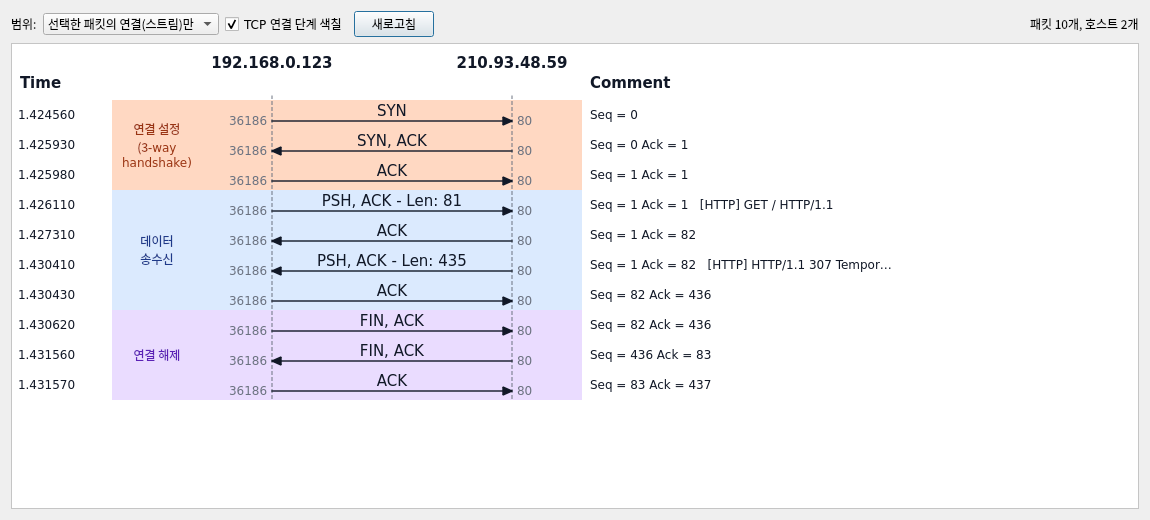 범위: 선택한 패킷의 연결(스트림)만 TCP 연결 단계 색칠 새로고침 패킷 10개, 호스트 2개
192.168.0.123 210.93.48.59
Time Comment
1.424560 36186 SYN 80 Seq = 0
1.425930 36186 SYN, ACK 80 Seq = 0 Ack = 1
1.425980 36186 ACK 80 Seq = 1 Ack = 1
연결 설정
(3-way
handshake)
1.426110 36186 PSH, ACK - Len: 81 80 Seq = 1 Ack = 1 [HTTP] GET / HTTP/1.1
1.427310 36186 ACK 80 Seq = 1 Ack = 82
1.430410 36186 PSH, ACK - Len: 435 80 Seq = 1 Ack = 82 [HTTP] HTTP/1.1 307 Tempor…
1.430430 36186 ACK 80 Seq = 82 Ack = 436
데이터
송수신
1.430620 36186 FIN, ACK 80 Seq = 82 Ack = 436
1.431560 36186 FIN, ACK 80 Seq = 436 Ack = 83
1.431570 36186 ACK 80 Seq = 83 Ack = 437
연결 해제